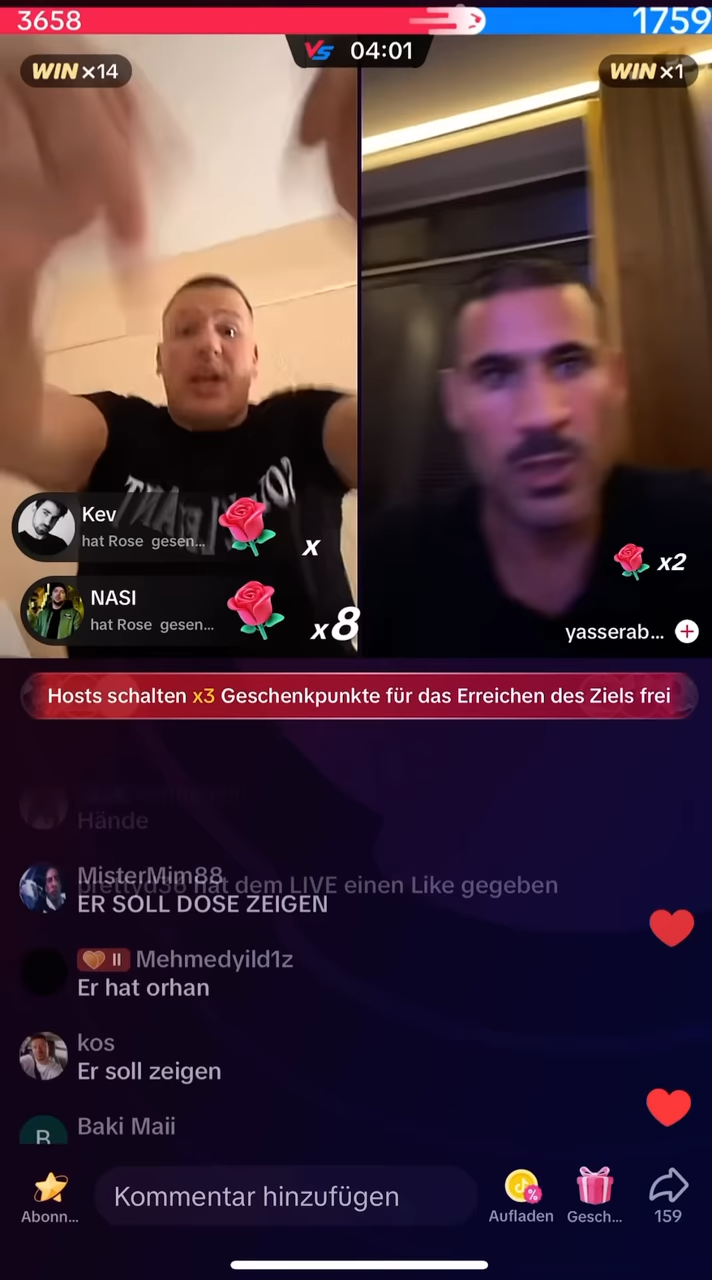 3658
1759
VS 04:01
WIN x14
WIN x1
Kev
hat Rose gesen...
x
NASI
hat Rose gesen...
x8
x2
yasserab...
Hosts schalten x3 Geschenkpunkte für das Erreichen des Ziels frei
Hände
MisterMim88
hat dem LIVE einen Like gegeben
ER SOLL DOSE ZEIGEN
II Mehmedyild1z
Er hat orhan
kos
Er soll zeigen
B
Baki Maii
Abonn...
Kommentar hinzufügen
%
Aufladen
Gesch...
159